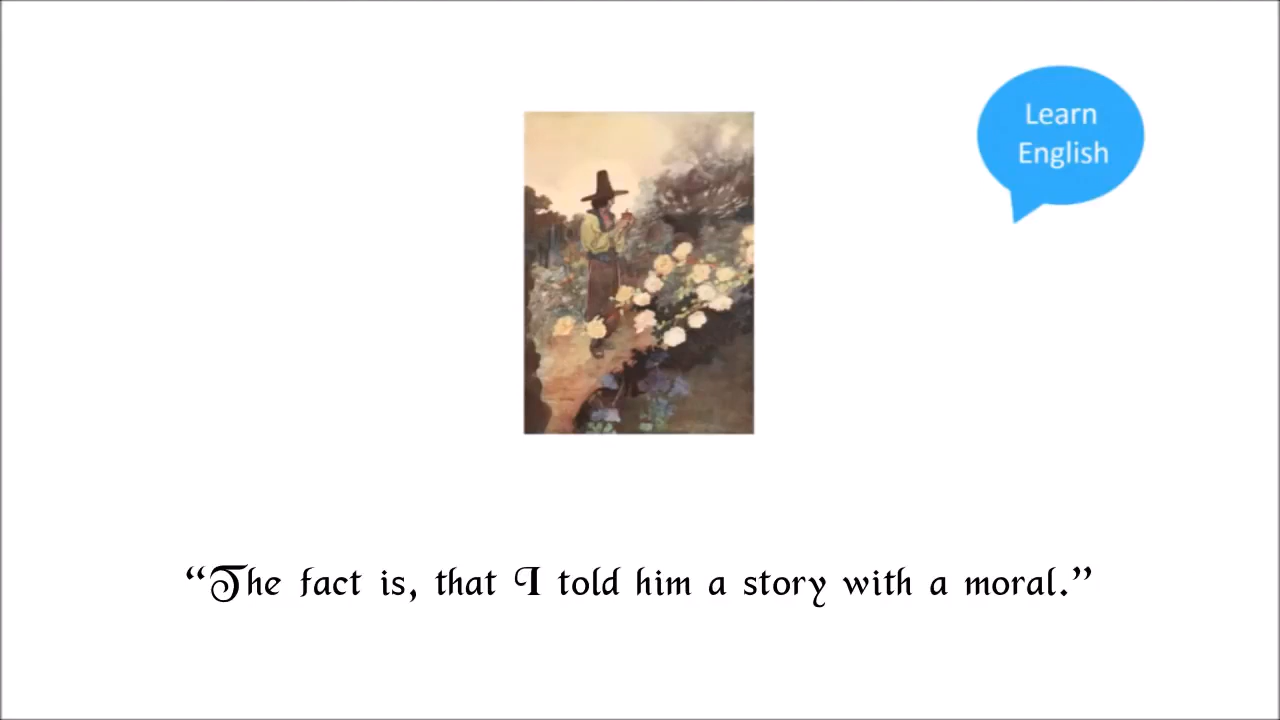 Learn
English
“The fact is, that I told him a story with a moral.”